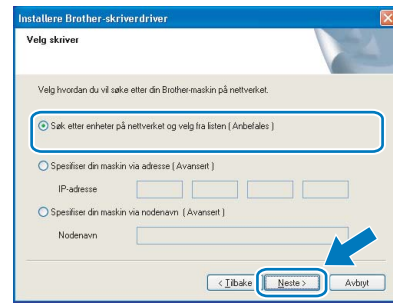 Installere Brother-skriverdriver
Velg skriver
Velg hvordan du vil søke etter din Brother-maskin på nettverket.
Søk etter enheter på nettverket og velg fra listen ( Anbefales )
Spesifiser din maskin via adresse ( Avansert )
IP-adresse
Spesifiser din maskin via nodenavn ( Avansert )
Nodenavn
< Tilbake Neste > Avbryt